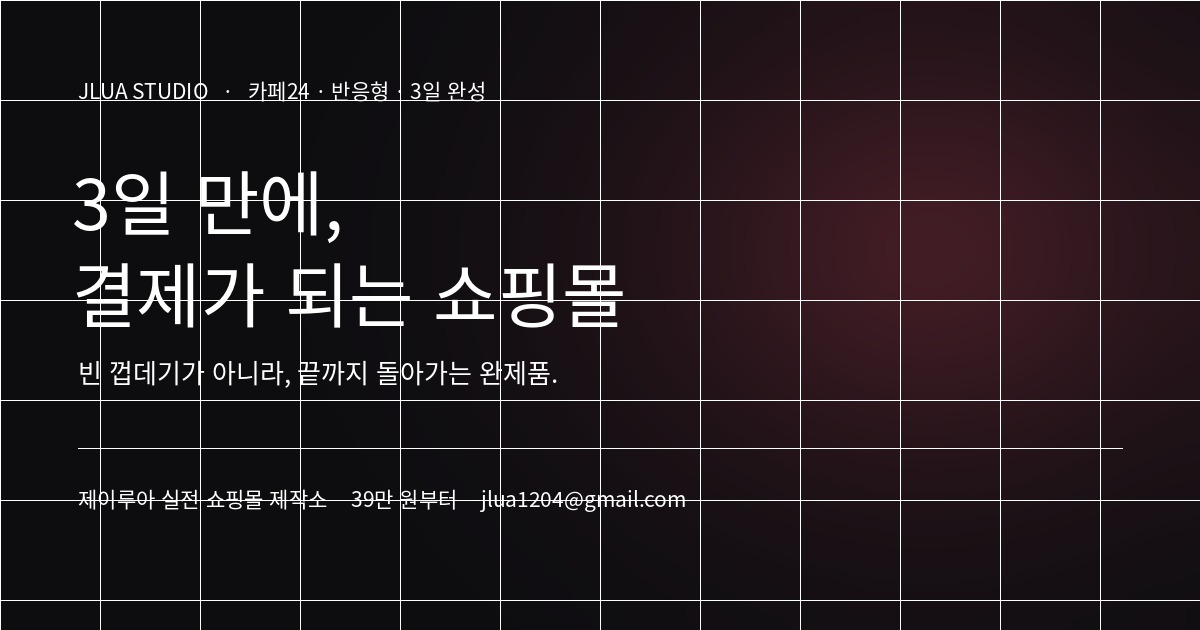 JLUA STUDIO · 카페24 · 반응형 · 3일 완성
3일 만에,
결제가 되는 쇼핑몰
빈 껍데기가 아니라, 끝까지 돌아가는 완제품.
제이루아 실전 쇼핑몰 제작소 39만 원부터 jlua1204@gmail.com